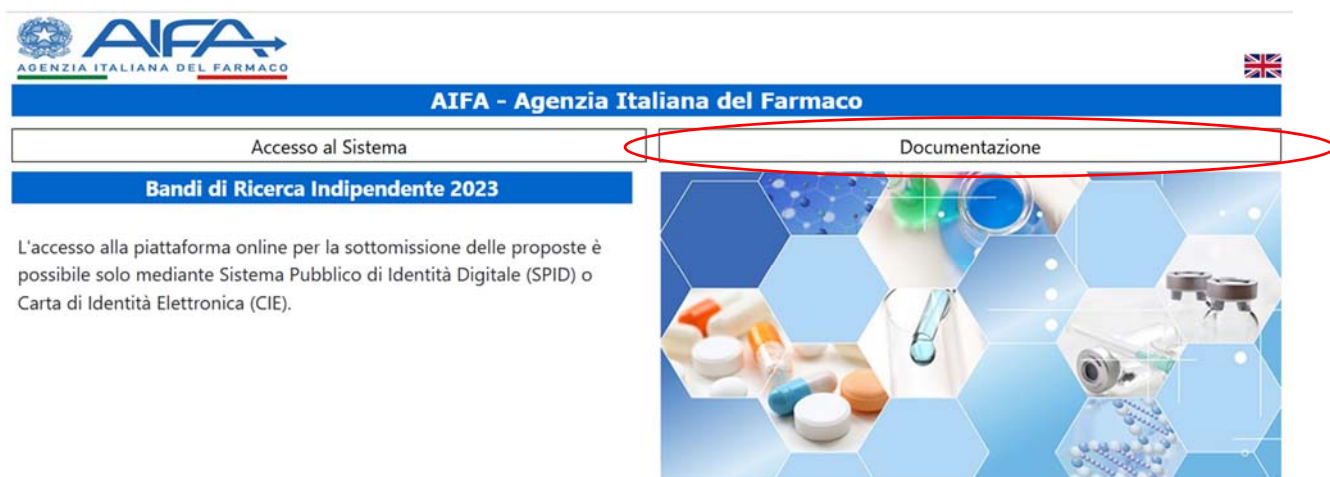 AIFA
AGENZIA ITALIANA DEL FARMACO
AIFA - Agenzia Italiana del Farmaco
Accesso al Sistema
Documentazione
Bandi di Ricerca Indipendente 2023
L'accesso alla piattaforma online per la sottomissione delle proposte è
possibile solo mediante Sistema Pubblico di Identità Digitale (SPID) o
Carta di Identità Elettronica (CIE).